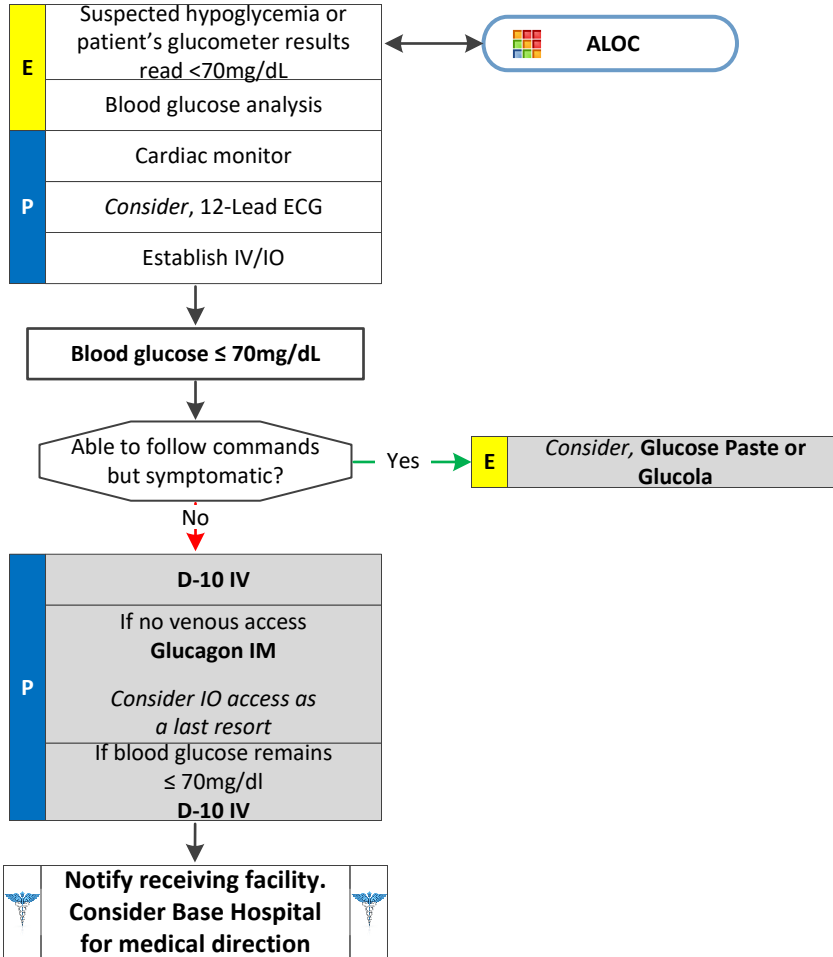 Suspected hypoglycemia or
patient's glucometer results
read <70mg/dL
E
Blood glucose analysis
ALOC
Cardiac monitor
P
Consider, 12-Lead ECG
Establish IV/IO
Blood glucose ≤ 70mg/dL
Able to follow commands
but symptomatic?
Yes
E
Consider, Glucose Paste or
Glucola
No
D-10 IV
If no venous access
Glucagon IM
P
Consider IO access as
a last resort
If blood glucose remains
≤ 70mg/dl
D-10 IV
Notify receiving facility.
Consider Base Hospital
for medical direction